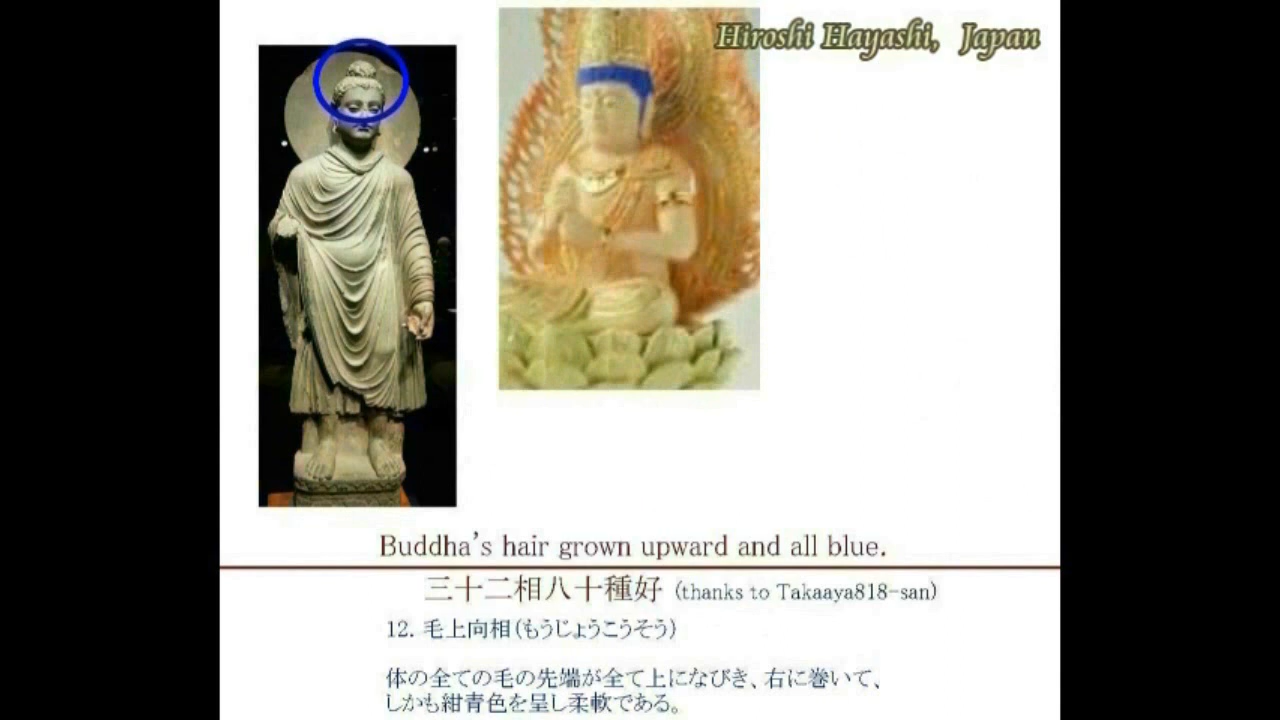 Hiroshi Hayashi, Japan
Buddha's hair grown upward and all blue.
三十二相八十種好 (thanks to Takaaya818-san)
12. 毛上向相(もうじょうこうそう)
体の全ての毛の先端が全て上になびき、右に巻いて、
しかも紺青色を呈し柔軟である。